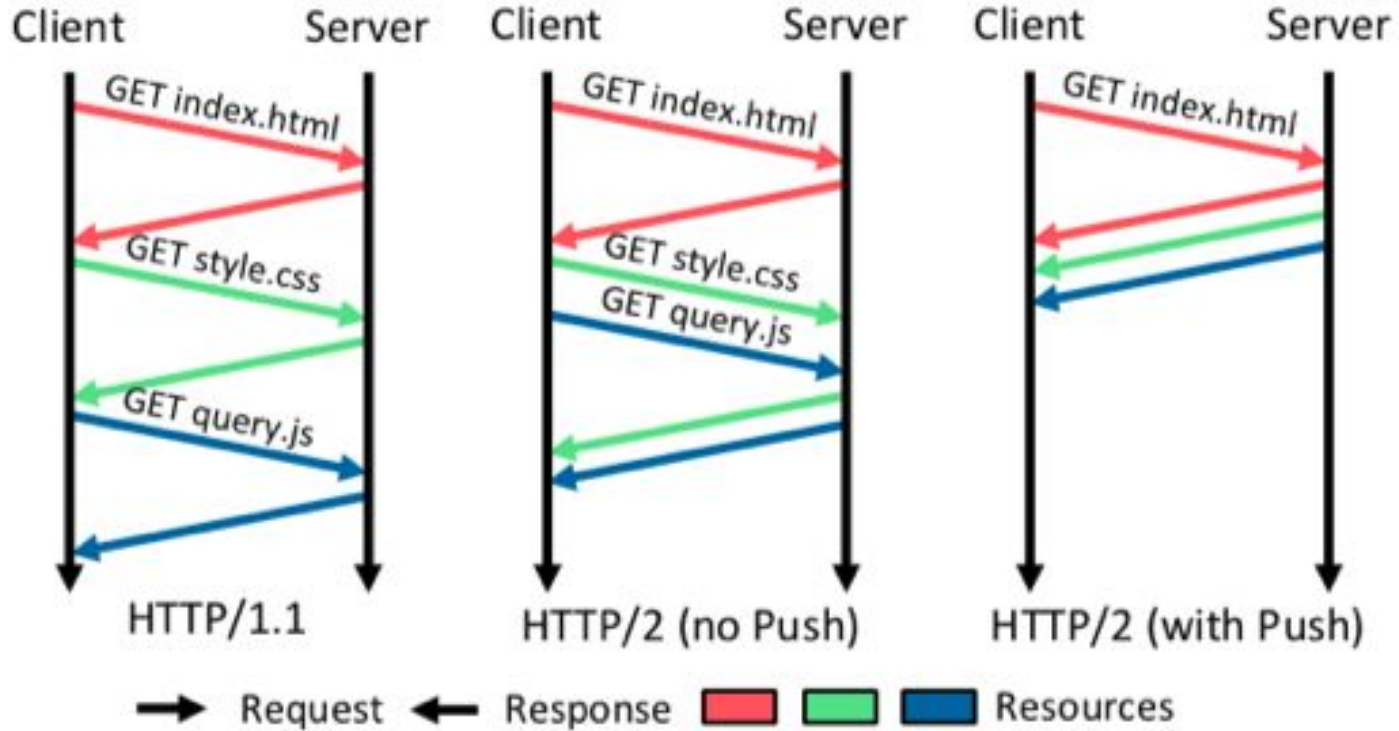 Client Server Client Server Client Server
GET index.html GET index.html GET index.html
GET style.css GET style.css
GET query.js
GET query.js
HTTP/1.1 HTTP/2 (no Push) HTTP/2 (with Push)
Request Response Resources